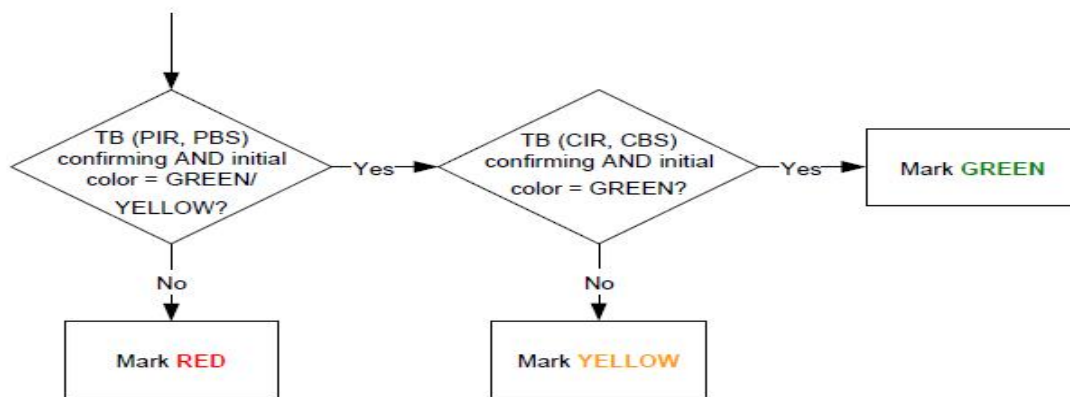 TB (PIR, PBS)
confirming AND initial
color = GREEN/
YELLOW?
Yes
TB (CIR, CBS)
confirming AND initial
color = GREEN?
Yes
Mark GREEN
No
No
Mark RED
Mark YELLOW